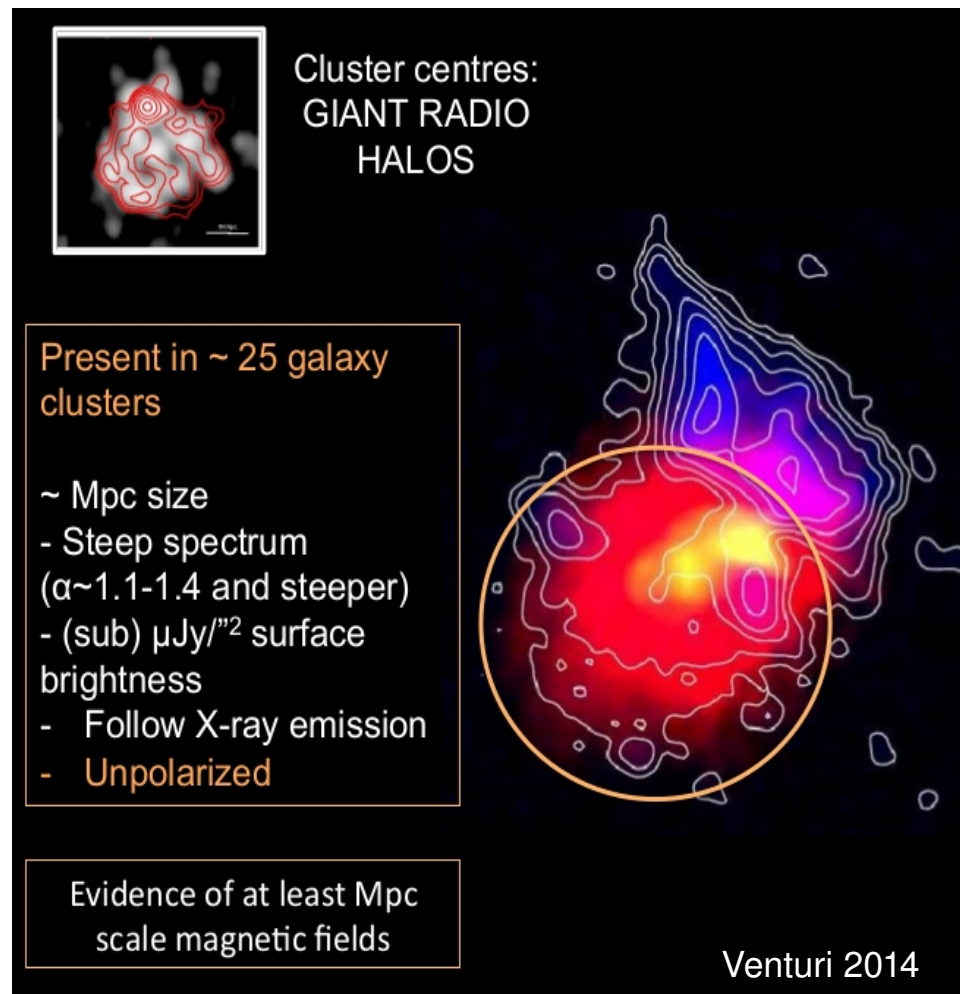 Cluster centres:
GIANT RADIO
HALOS
Present in ~ 25 galaxy
clusters
~ Mpc size
- Steep spectrum
(α~1.1-1.4 and steeper)
- (sub) µJy/”² surface
brightness
- Follow X-ray emission
- Unpolarized
Evidence of at least Mpc
scale magnetic fields
Venturi 2014